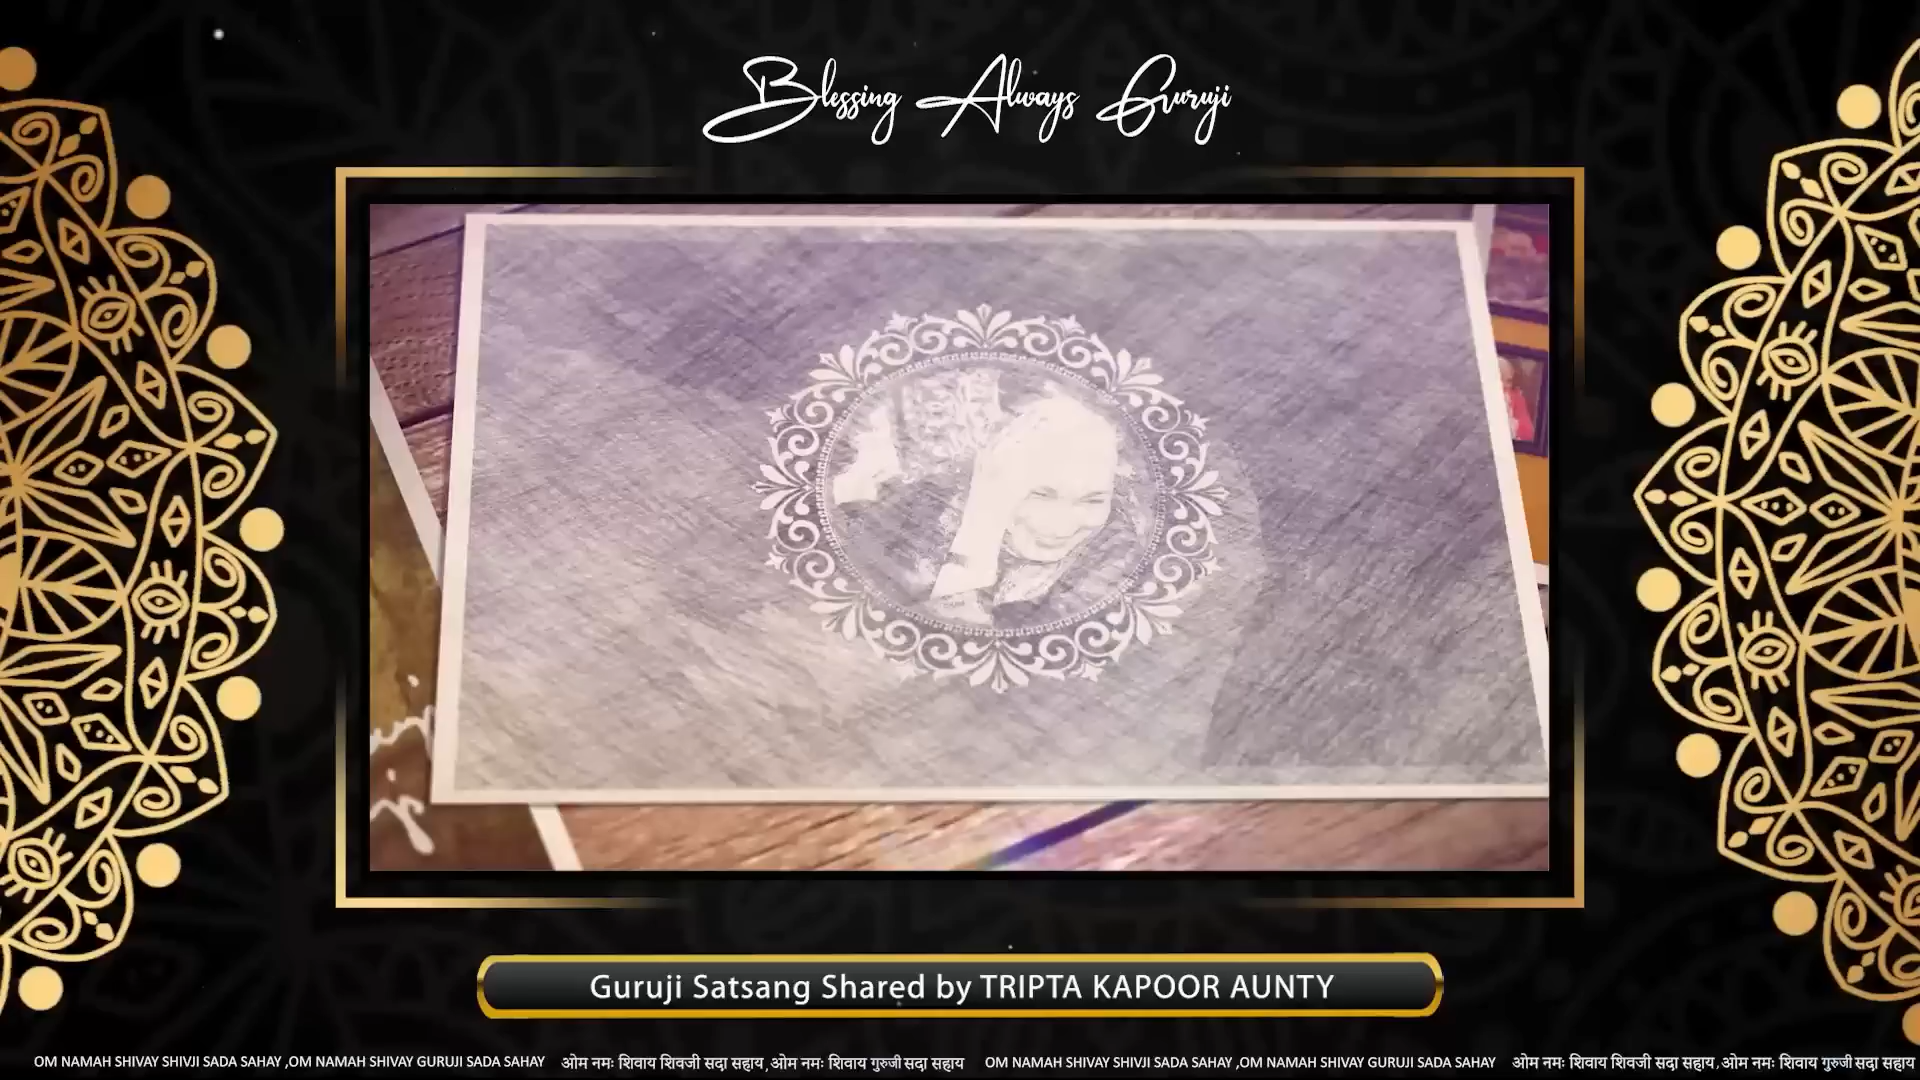 Blessing Always Guruji
Guruji Satsang Shared by TRIPTA KAPOOR AUNTY
OM NAMAH SHIVAY SHIVJI SADA SAHAY ,OM NAMAH SHIVAY GURUJI SADA SAHAY ओम नमः शिवाय शिवजी सदा सहाय, ओम नमः शिवाय गुरुजी सदा सहाय OM NAMAH SHIVAY SHIVJI SADA SAHAY ,OM NAMAH SHIVAY GURUJI SADA SAHAY ओम नमः शिवाय शिवजी सदा सहाय, ओम नमः शिवाय गुरुजी सदा सहाय